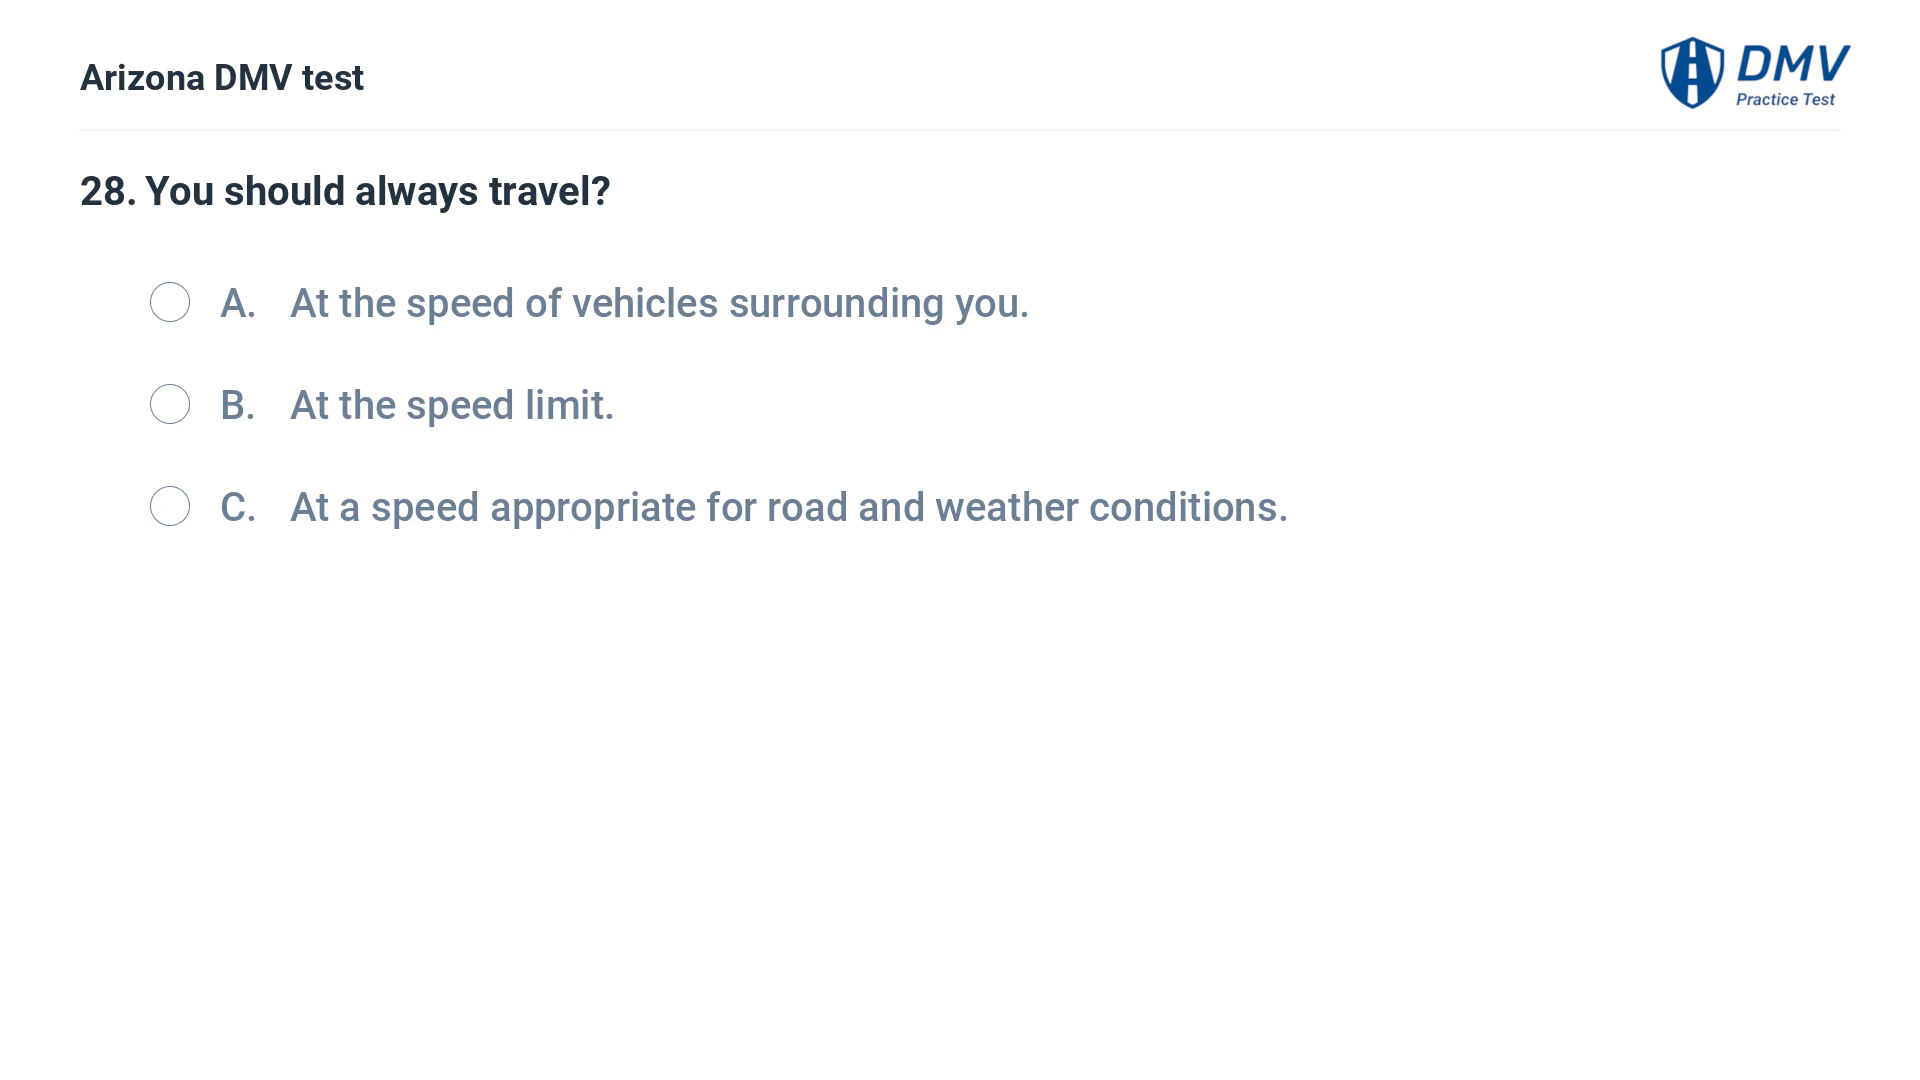 Arizona DMV test
DMV
Practice Test
28. You should always travel?
A. At the speed of vehicles surrounding you.
B. At the speed limit.
C. At a speed appropriate for road and weather conditions.